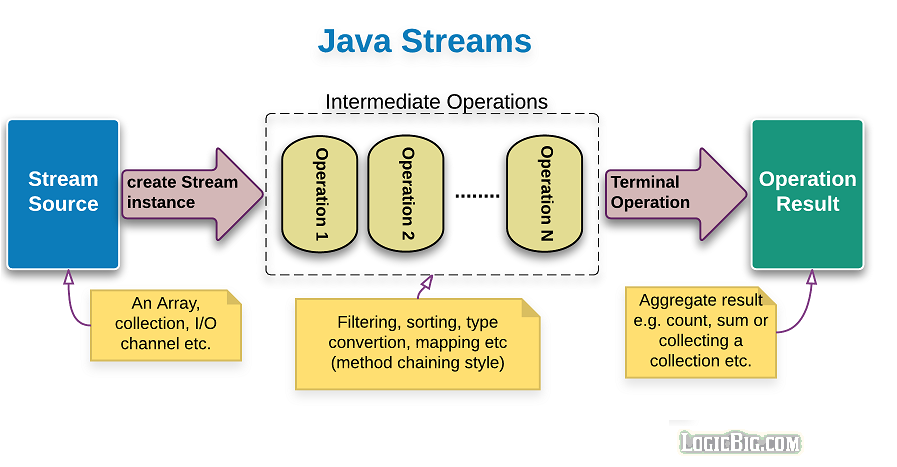 Java Streams
Intermediate Operations
Stream
Source
create Stream
instance
Operation 1
Operation 2
........
Operation N
Terminal
Operation
Operation
Result
An Array,
collection, I/O
channel etc.
Filtering, sorting, type
convertion, mapping etc
(method chaining style)
Aggregate result
e.g. count, sum or
collecting a
collection etc.
LogicBig.com